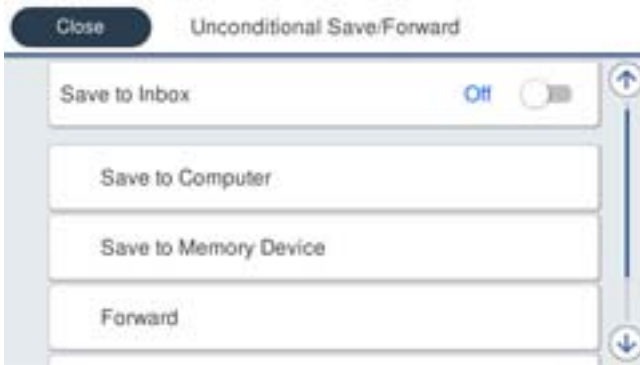 Close Unconditional Save/Forward
Save to Inbox Off
Save to Computer
Save to Memory Device
Forward